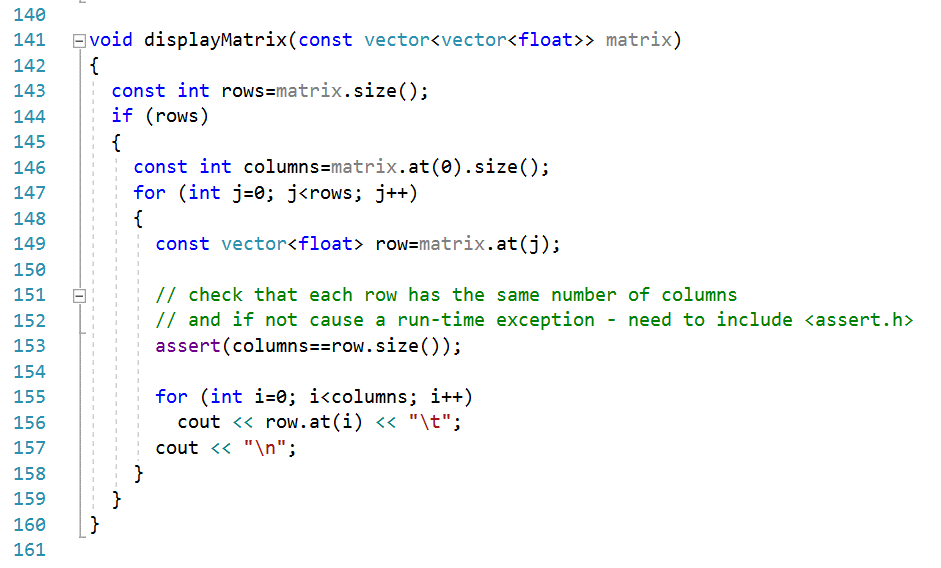 140
141 void displayMatrix(const vector<vector<float>> matrix)
142 {
143   const int rows=matrix.size();
144   if (rows)
145   {
146     const int columns=matrix.at(0).size();
147     for (int j=0; j<rows; j++)
148     {
149       const vector<float> row=matrix.at(j);
150
151       // check that each row has the same number of columns
152       // and if not cause a run-time exception - need to include <assert.h>
153       assert(columns==row.size());
154
155       for (int i=0; i<columns; i++)
156         cout << row.at(i) << "\t";
157       cout << "\n";
158     }
159   }
160 }
161